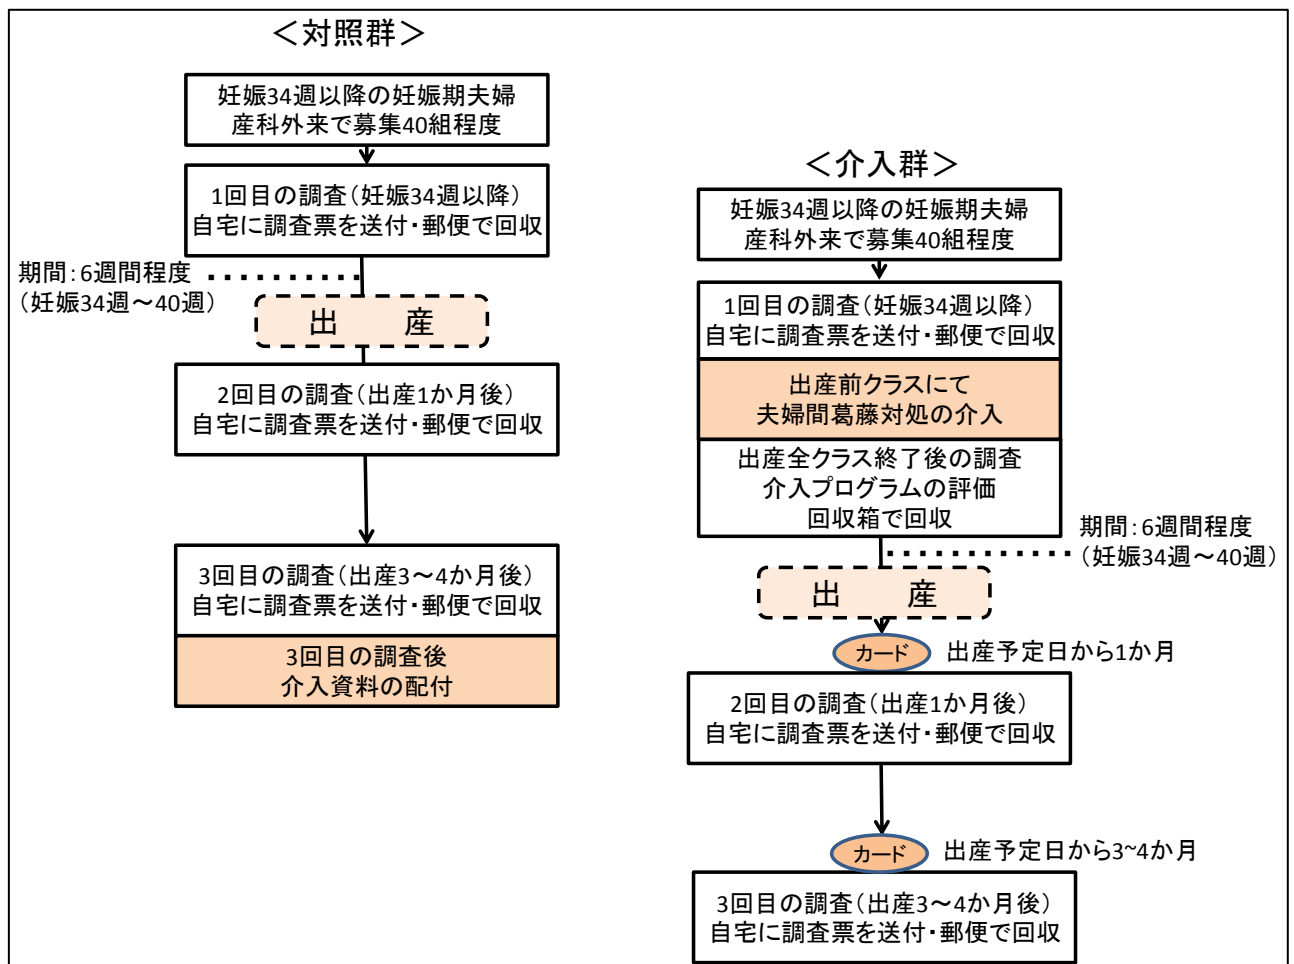 ＜対照群＞
妊娠34週以降の妊娠期夫婦
産科外来で募集40組程度
1回目の調査（妊娠34週以降）
自宅に調査票を送付・郵便で回収
期間：6週間程度
（妊娠34週～40週）
出　産
2回目の調査（出産1か月後）
自宅に調査票を送付・郵便で回収
3回目の調査（出産3～4か月後）
自宅に調査票を送付・郵便で回収
3回目の調査後
介入資料の配付
＜介入群＞
妊娠34週以降の妊娠期夫婦
産科外来で募集40組程度
1回目の調査（妊娠34週以降）
自宅に調査票を送付・郵便で回収
出産前クラスにて
夫婦間葛藤対処の介入
出産全クラス終了後の調査
介入プログラムの評価
回収箱で回収
期間：6週間程度
（妊娠34週～40週）
出　産
カード　出産予定日から1か月
2回目の調査（出産1か月後）
自宅に調査票を送付・郵便で回収
カード　出産予定日から3~4か月
3回目の調査（出産3～4か月後）
自宅に調査票を送付・郵便で回収